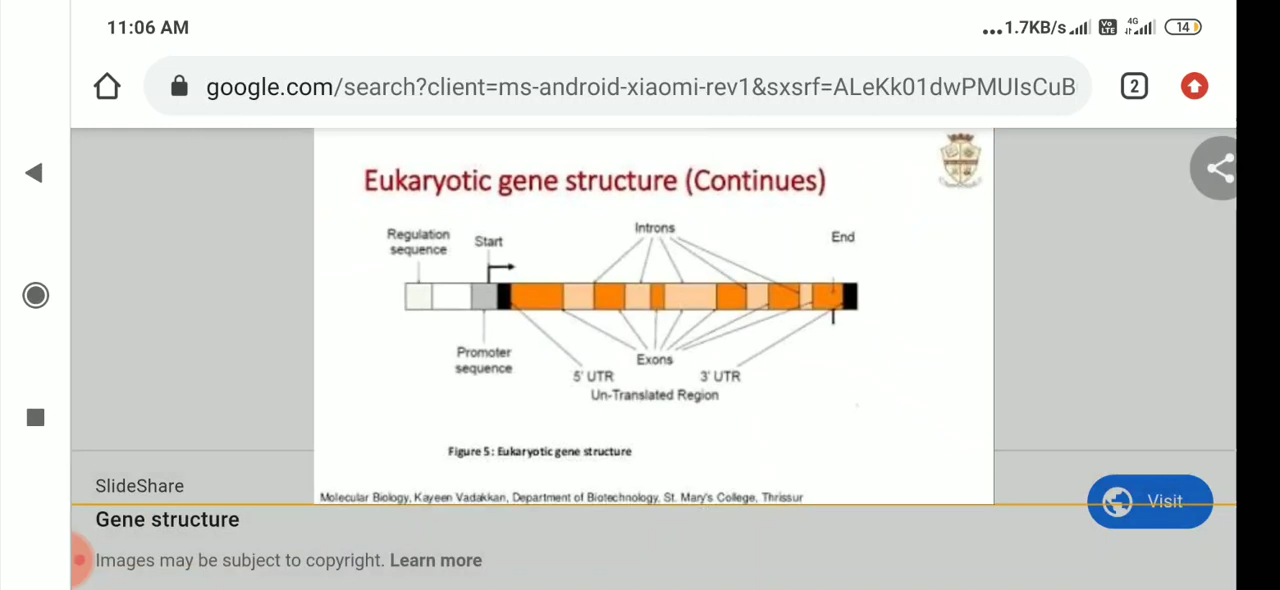 11:06 AM
...1.7KB/s
Vo
LTE
4G
14
google.com/search?client=ms-android-xiaomi-rev1&sxsrf=ALeKk01dwPMUIsCuB
2
Eukaryotic gene structure (Continues)
Regulation
sequence
Start
Introns
End
Promoter
sequence
Exons
5' UTR
3' UTR
Un-Translated Region
Figure 5: Eukaryotic gene structure
Molecular Biology, Kayeen Vadakkan, Department of Biotechnology, St. Mary's College, Thrissur
SlideShare
Visit
Gene structure
Images may be subject to copyright. Learn more